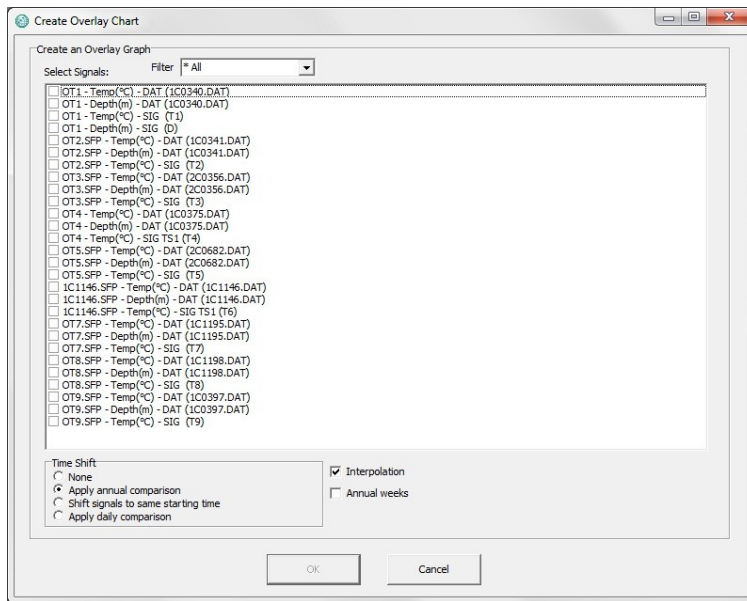 Create Overlay Chart
Create an Overlay Graph
Select Signals:
Filter
* All
OT1 - Temp(°C) - DAT (1C0340.DAT)
OT1 - Depth(m) - DAT (1C0340.DAT)
OT1 - Temp(°C) - SIG (T1)
OT1 - Depth(m) - SIG (D)
OT2.SFP - Temp(°C) - DAT (1C0341.DAT)
OT2.SFP - Depth(m) - DAT (1C0341.DAT)
OT2.SFP - Temp(°C) - SIG (T2)
OT3.SFP - Temp(°C) - DAT (2C0356.DAT)
OT3.SFP - Depth(m) - DAT (2C0356.DAT)
OT3.SFP - Temp(°C) - SIG (T3)
OT4 - Temp(°C) - DAT (1C0375.DAT)
OT4 - Depth(m) - DAT (1C0375.DAT)
OT4 - Temp(°C) - SIG TS1 (T4)
OT5.SFP - Temp(°C) - DAT (2C0682.DAT)
OT5.SFP - Depth(m) - DAT (2C0682.DAT)
OT5.SFP - Temp(°C) - SIG (T5)
1C1146.SFP - Temp(°C) - DAT (1C1146.DAT)
1C1146.SFP - Depth(m) - DAT (1C1146.DAT)
1C1146.SFP - Temp(°C) - SIG TS1 (T6)
OT7.SFP - Temp(°C) - DAT (1C1195.DAT)
OT7.SFP - Depth(m) - DAT (1C1195.DAT)
OT7.SFP - Temp(°C) - SIG (T7)
OT8.SFP - Temp(°C) - DAT (1C1198.DAT)
OT8.SFP - Depth(m) - DAT (1C1198.DAT)
OT8.SFP - Temp(°C) - SIG (T8)
OT9.SFP - Temp(°C) - DAT (1C0397.DAT)
OT9.SFP - Depth(m) - DAT (1C0397.DAT)
OT9.SFP - Temp(°C) - SIG (T9)
Time Shift
None
Apply annual comparison
Shift signals to same starting time
Apply daily comparison
Interpolation
Annual weeks
OK
Cancel